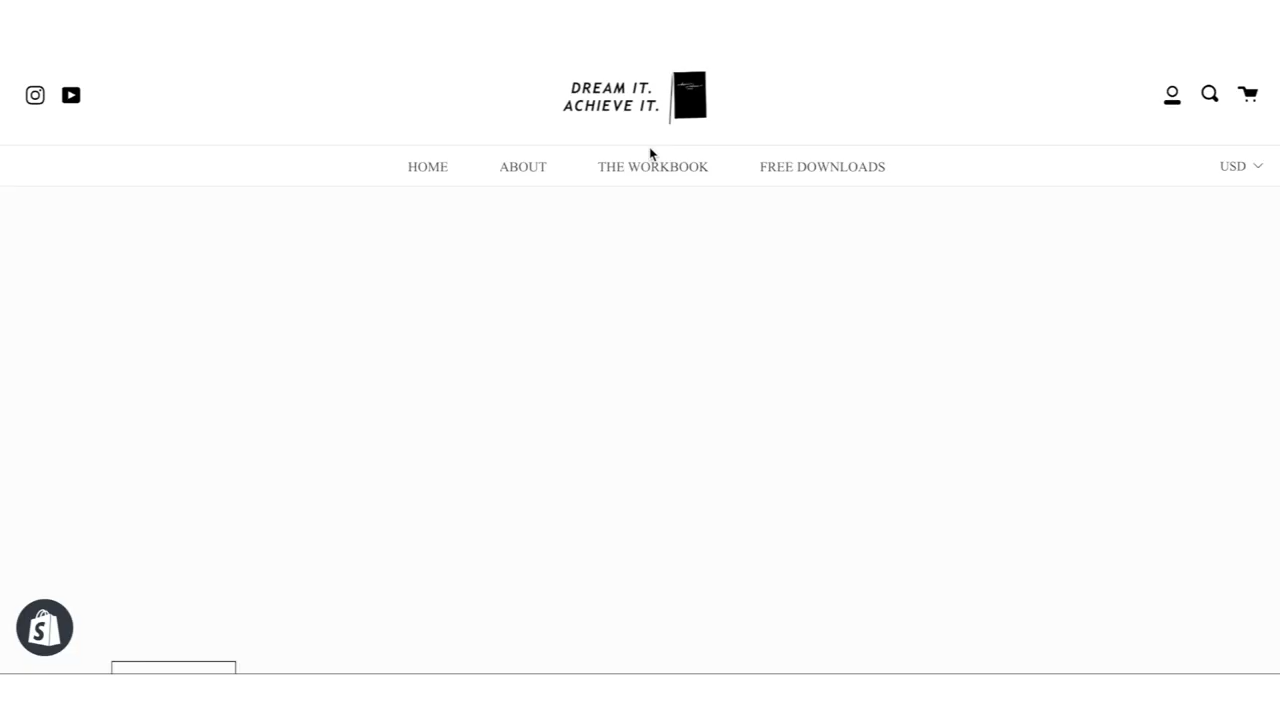 DREAM IT.
ACHIEVE IT.
HOME ABOUT THE WORKBOOK FREE DOWNLOADS USD
S